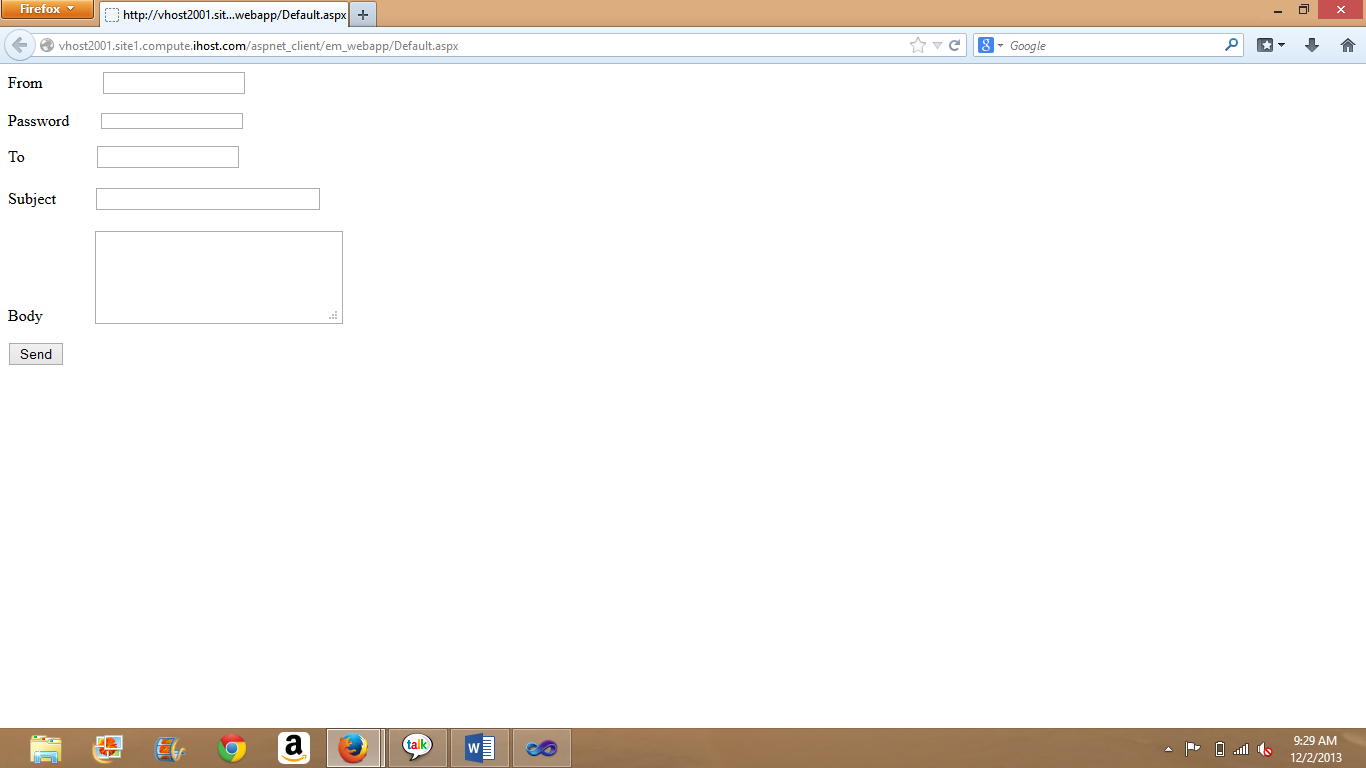 Firefox
http://vhost2001.sit...webapp/Default.aspx
vhost2001.site1.compute.ihost.com/aspnet_client/em_webapp/Default.aspx
Google
From
Password
To
Subject
Body
Send
talk
9:29 AM
12/2/2013